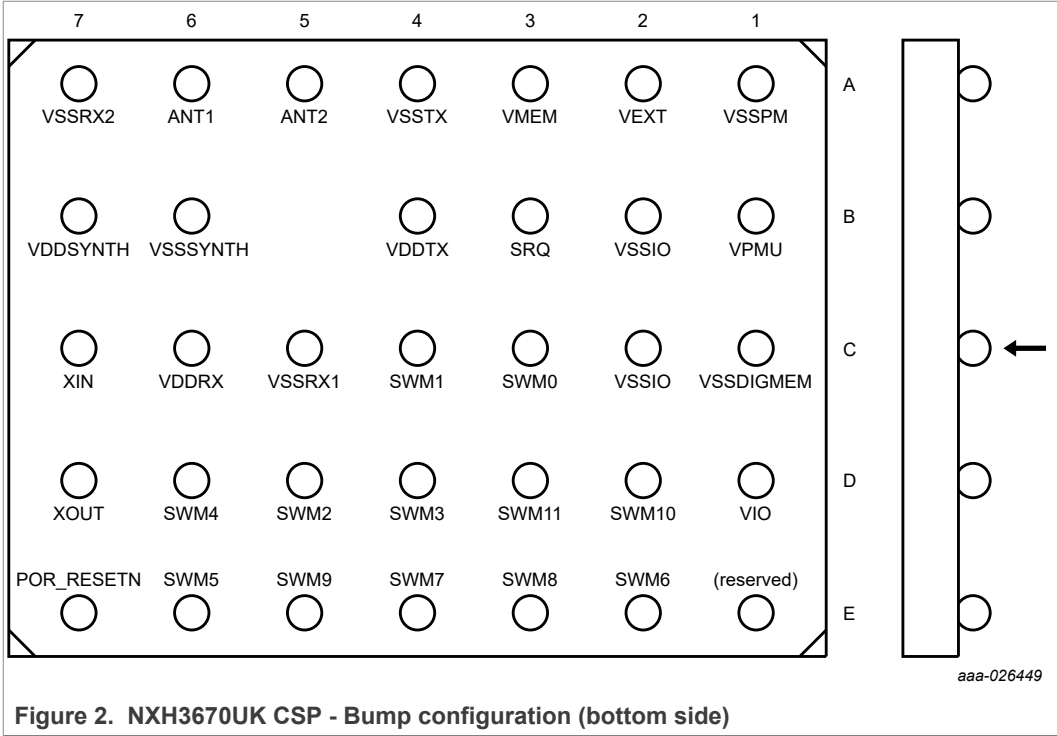 7 6 5 4 3 2 1
A
VSSRX2 ANT1 ANT2 VSSTX VMEM VEXT VSSPM
B
VDDSYNTH VSSSYNTH VDDTX SRQ VSSIO VPMU
C
XIN VDDRX VSSRX1 SWM1 SWM0 VSSIO VSSDIGMEM
D
XOUT SWM4 SWM2 SWM3 SWM11 SWM10 VIO
POR_RESETN SWM5 SWM9 SWM7 SWM8 SWM6 (reserved)
E
aaa-026449
Figure 2. NXH3670UK CSP - Bump configuration (bottom side)